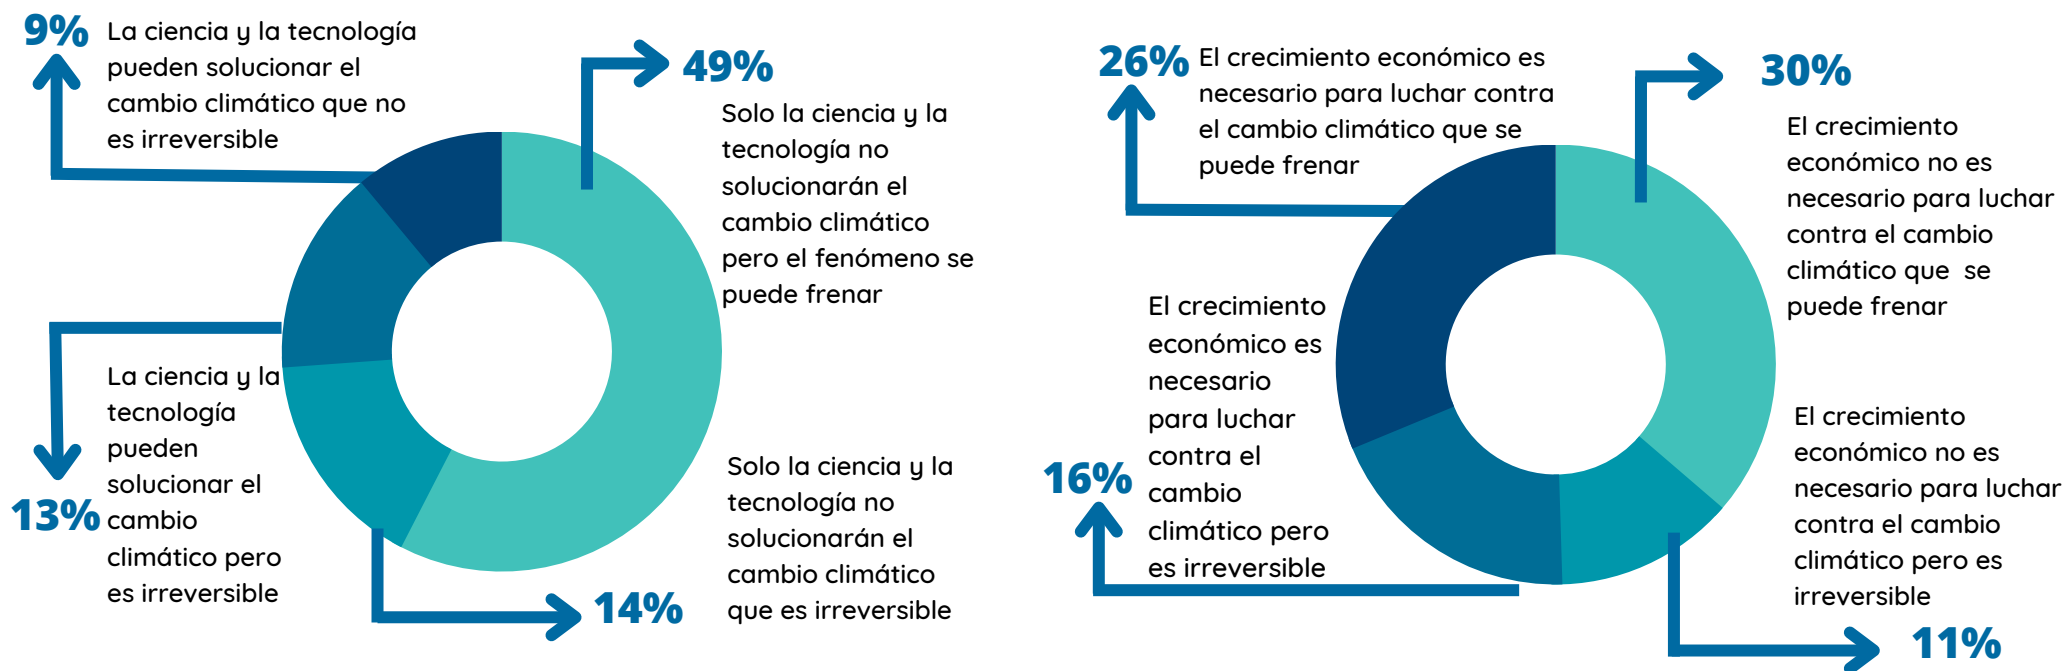 9%
La ciencia y la tecnología
pueden solucionar el
cambio climático que no
es irreversible
49%
Solo la ciencia y la
tecnología no
solucionarán el
cambio climático
pero el fenómeno se
puede frenar
13%
La ciencia y la
tecnología
pueden
solucionar el
cambio
climático pero
es irreversible
14%
Solo la ciencia y la
tecnología no
solucionarán el
cambio climático
que es irreversible
26%
El crecimiento económico es
necesario para luchar contra
el cambio climático que se
puede frenar
30%
El crecimiento
económico no es
necesario para luchar
contra el cambio
climático que  se
puede frenar
16%
El crecimiento
económico es
necesario
para luchar
contra el
cambio
climático pero
es irreversible
El crecimiento
económico no es
necesario para luchar
contra el cambio
climático pero es
irreversible
11%